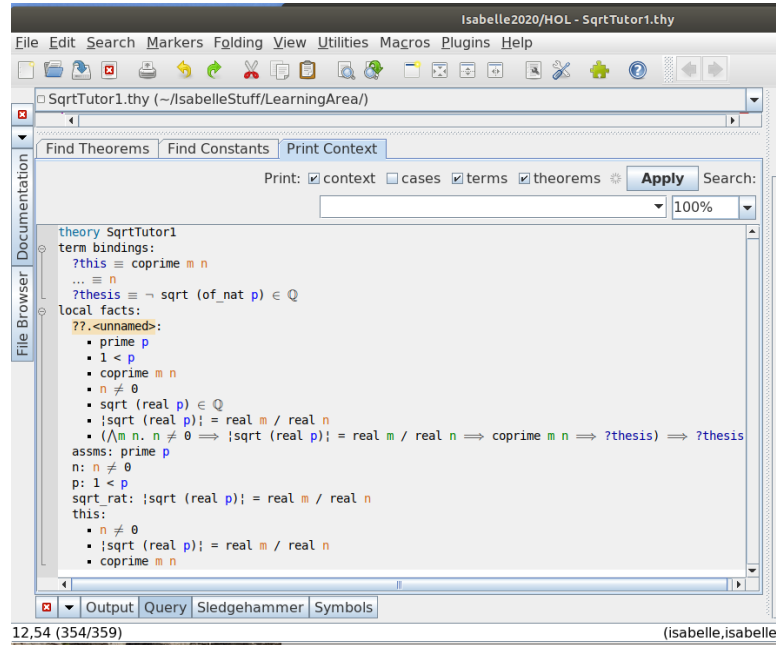 Isabelle2020/HOL - SqrtTutor1.thy
File Edit Search Markers Folding View Utilities Macros Plugins Help
SqrtTutor1.thy (~/IsabelleStuff/LearningArea/)
Find Theorems Find Constants Print Context
Print: context cases terms theorems Apply Search:
100%
Documentation
File Browser
theory SqrtTutor1
term bindings:
?this ≡ coprime m n
... ≡ n
?thesis ≡ ¬ sqrt (of_nat p) ∈ ℚ
local facts:
??.<unnamed>:
▪ prime p
▪ 1 < p
▪ coprime m n
▪ n ≠ 0
▪ sqrt (real p) ∈ ℚ
▪ ¦sqrt (real p)¦ = real m / real n
▪ (⋀m n. n ≠ 0 ⟹ ¦sqrt (real p)¦ = real m / real n ⟹ coprime m n ⟹ ?thesis) ⟹ ?thesis
assms: prime p
n: n ≠ 0
p: 1 < p
sqrt_rat: ¦sqrt (real p)¦ = real m / real n
this:
▪ n ≠ 0
▪ ¦sqrt (real p)¦ = real m / real n
▪ coprime m n
Output Query Sledgehammer Symbols
12,54 (354/359) (isabelle,isabelle